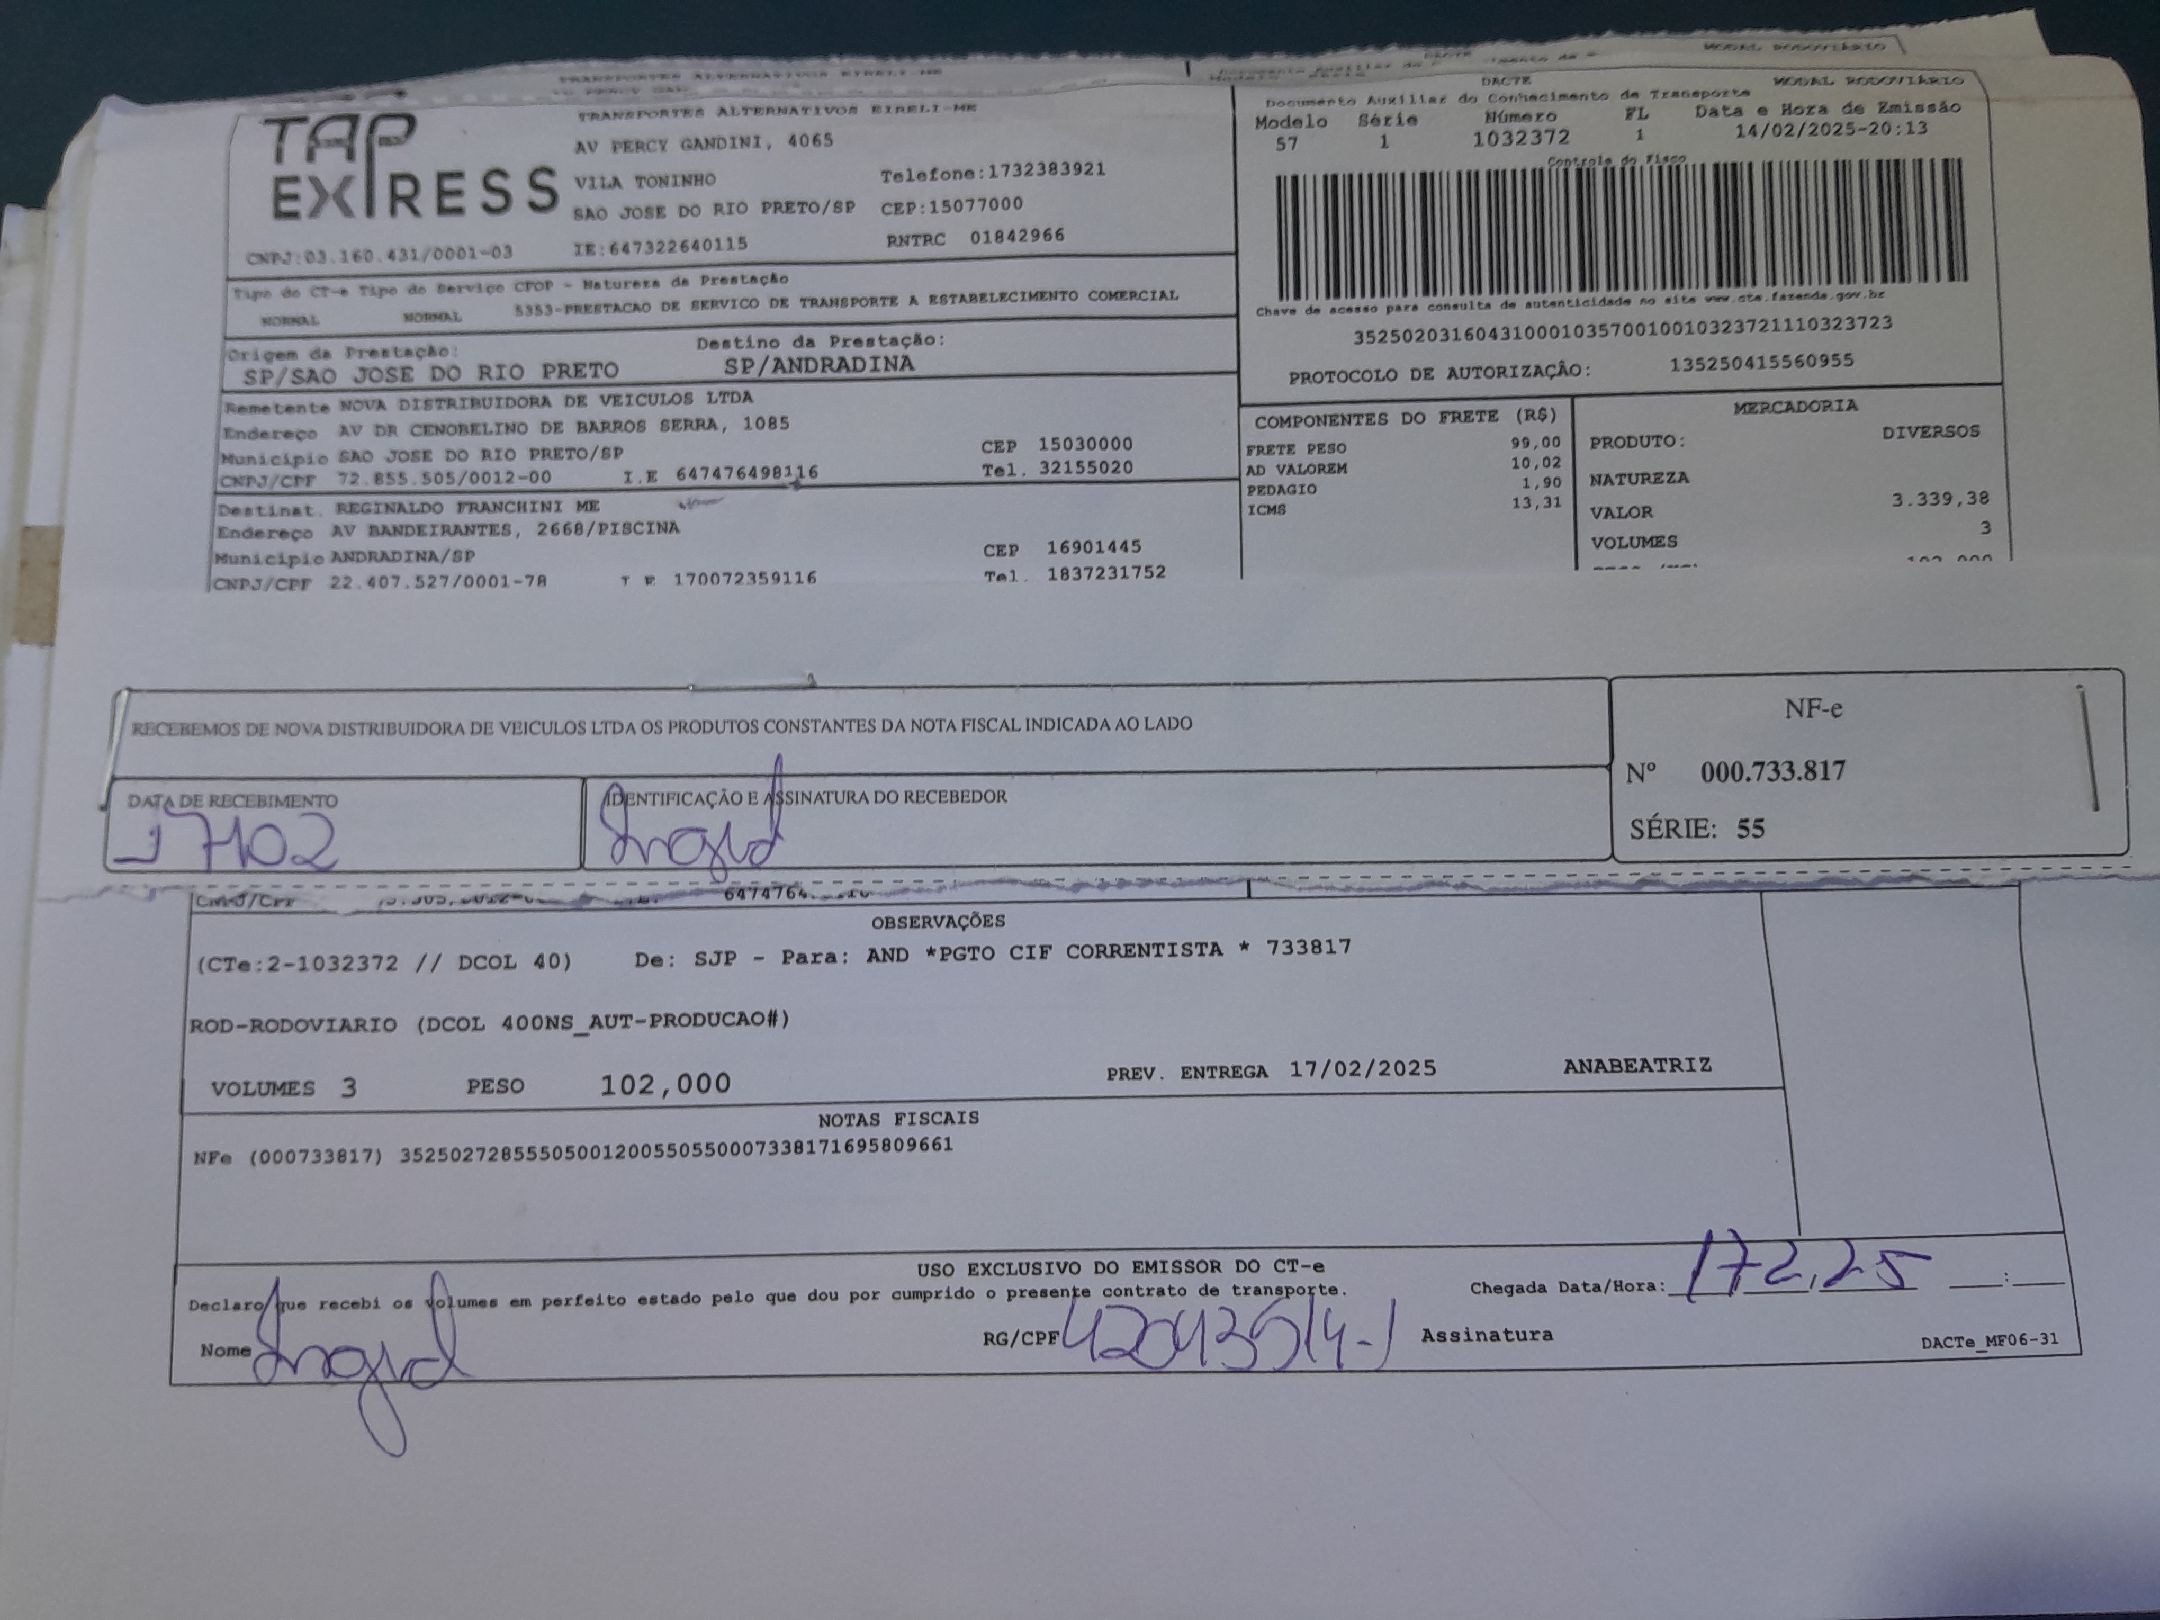 TRANSPORTES ALTERNATIVOS EIRELI-ME
MODAL RODOVIÁRIO
TAP EXPRESS
TRANSPORTES ALTERNATIVOS EIRELI-ME
AV PERCY GANDINI, 4065
VILA TONINHO Telefone:1732383921
SAO JOSE DO RIO PRETO/SP CEP:15077000
CNPJ:03.160.431/0001-03 IE:647322640115 RNTRC 01842966
DACTE MODAL RODOVIÁRIO
Documento Auxiliar do Conhecimento de Transporte
Modelo Série Número FL Data e Hora de Emissão
57 1 1032372 1 14/02/2025-20:13
Controle do Fisco
Chave de acesso para consulta de autenticidade no site www.cte.fazenda.gov.br
35250203160431000103570010010323721110323723
PROTOCOLO DE AUTORIZAÇÃO: 135250415560955
Tipo do CT-e Tipo do Serviço CFOP - Natureza da Prestação
NORMAL NORMAL 5353-PRESTACAO DE SERVICO DE TRANSPORTE A ESTABELECIMENTO COMERCIAL
Origem da Prestação: Destino da Prestação:
SP/SAO JOSE DO RIO PRETO SP/ANDRADINA
Remetente NOVA DISTRIBUIDORA DE VEICULOS LTDA
Endereço AV DR CENOBELINO DE BARROS SERRA, 1085
Município SAO JOSE DO RIO PRETO/SP CEP 15030000
CNPJ/CPF 72.855.505/0012-00 I.E 647476498116 Tel. 32155020
Destinat. REGINALDO FRANCHINI ME
Endereço AV BANDEIRANTES, 2668/PISCINA
Município ANDRADINA/SP CEP 16901445
CNPJ/CPF 22.407.527/0001-78 I E 170072359116 Tel. 1837231752
COMPONENTES DO FRETE (R$)
FRETE PESO 99,00
AD VALOREM 10,02
PEDAGIO 1,90
ICMS 13,31
MERCADORIA
PRODUTO: DIVERSOS
NATUREZA
VALOR 3.339,38
VOLUMES 3
RECEBEMOS DE NOVA DISTRIBUIDORA DE VEICULOS LTDA OS PRODUTOS CONSTANTES DA NOTA FISCAL INDICADA AO LADO
DATA DE RECEBIMENTO
17/02
IDENTIFICAÇÃO E ASSINATURA DO RECEBEDOR
Ingrid
NF-e
Nº 000.733.817
SÉRIE: 55
CNPJ/CPF
OBSERVAÇÕES
(CTe:2-1032372 // DCOL 40) De: SJP - Para: AND *PGTO CIF CORRENTISTA * 733817
ROD-RODOVIARIO (DCOL 400NS_AUT-PRODUCAO#)
VOLUMES 3 PESO 102,000 PREV. ENTREGA 17/02/2025 ANABEATRIZ
NOTAS FISCAIS
NFe (000733817) 35250272855505001200550550007338171695809661
USO EXCLUSIVO DO EMISSOR DO CT-e
Declaro que recebi os volumes em perfeito estado pelo que dou por cumprido o presente contrato de transporte. Chegada Data/Hora: 17 2, 25 :
Nome Ingrid RG/CPF Assinatura DACTe_MF06-31